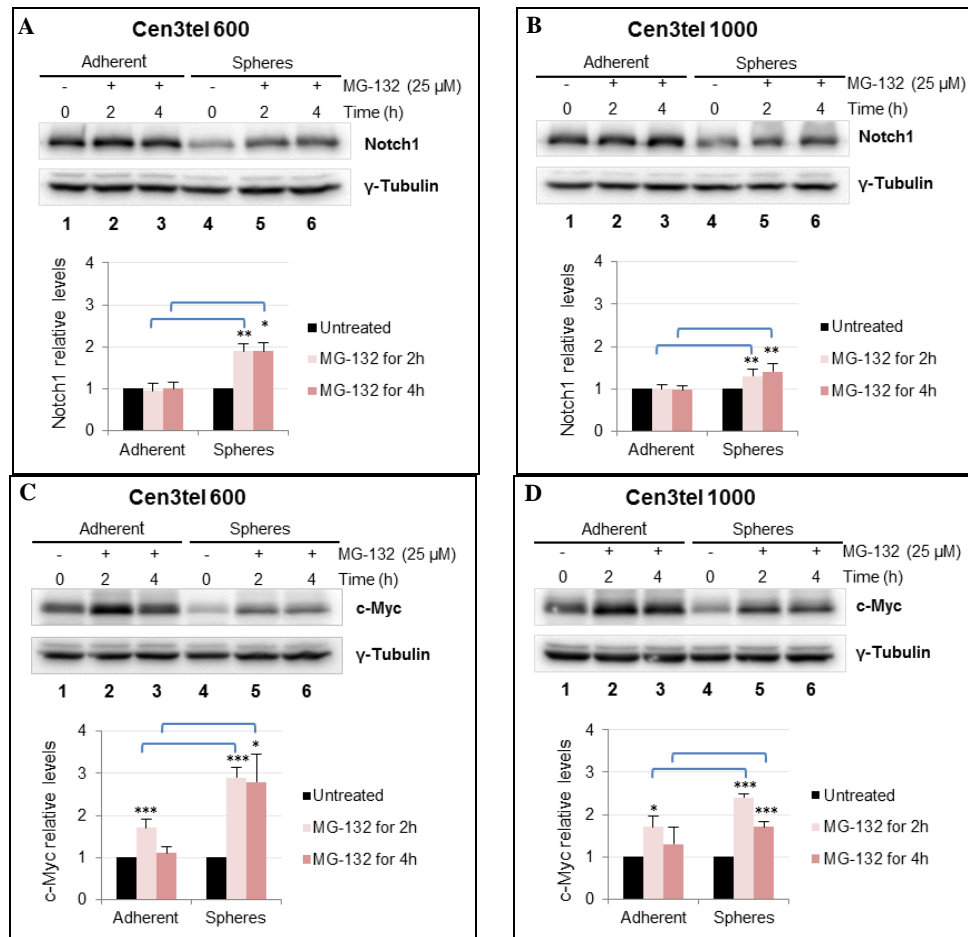 A
Cen3tel 600
Adherent Spheres
- + + - + + MG-132 (25 µM)
0 2 4 0 2 4 Time (h)
Notch1
γ-Tubulin
1 2 3 4 5 6
Notch1 relative levels
4
3
2
1
0
** *
Adherent Spheres
Untreated
MG-132 for 2h
MG-132 for 4h
B
Cen3tel 1000
Adherent Spheres
- + + - + + MG-132 (25 µM)
0 2 4 0 2 4 Time (h)
Notch1
γ-Tubulin
1 2 3 4 5 6
Notch1 relative levels
4
3
2
1
0
** **
Adherent Spheres
Untreated
MG-132 for 2h
MG-132 for 4h
C
Cen3tel 600
Adherent Spheres
- + + - + + MG-132 (25 µM)
0 2 4 0 2 4 Time (h)
c-Myc
γ-Tubulin
1 2 3 4 5 6
c-Myc relative levels
4
3
2
1
0
*** *** *
Adherent Spheres
Untreated
MG-132 for 2h
MG-132 for 4h
D
Cen3tel 1000
Adherent Spheres
- + + - + + MG-132 (25 µM)
0 2 4 0 2 4 Time (h)
c-Myc
γ-Tubulin
1 2 3 4 5 6
c-Myc relative levels
4
3
2
1
0
* *** ***
Adherent Spheres
Untreated
MG-132 for 2h
MG-132 for 4h